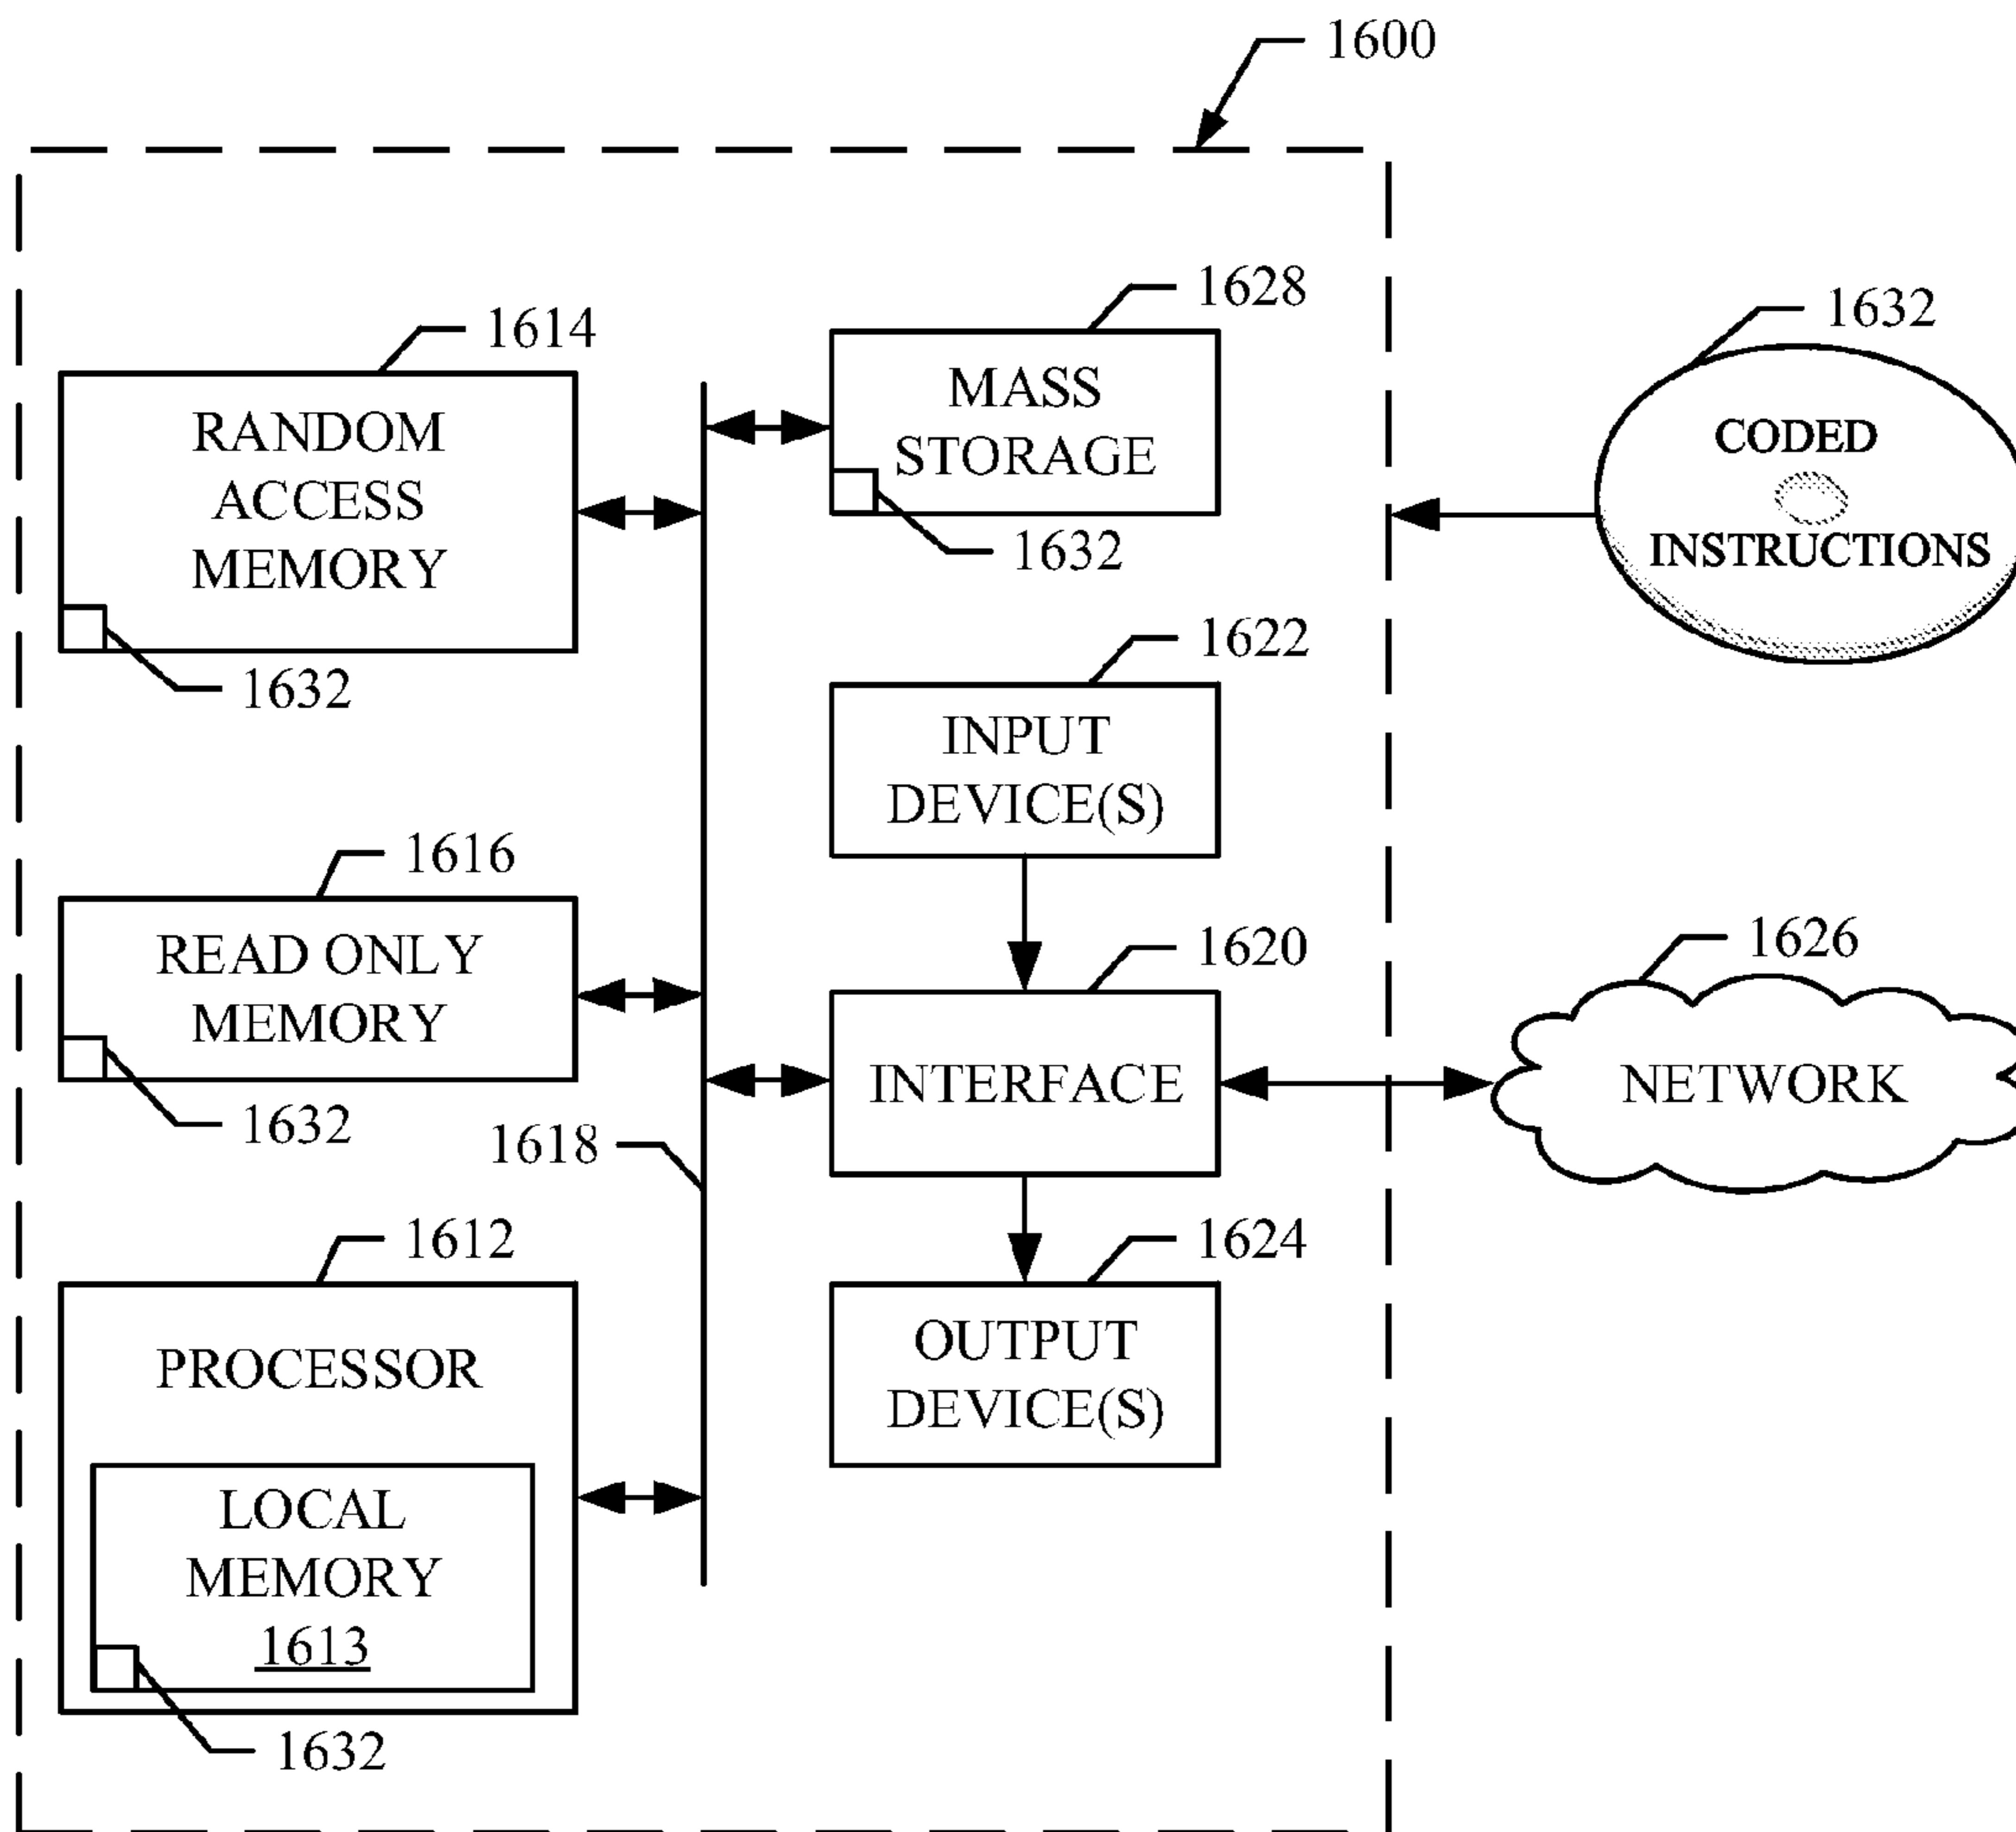 1600
1628
1614
1632
MASS
STORAGE
RANDOM
ACCESS
MEMORY
CODED
INSTRUCTIONS
1632
1632
1622
INPUT
DEVICE(S)
1616
READ ONLY
MEMORY
1632
1620
INTERFACE
1626
NETWORK
1618
1612
PROCESSOR
LOCAL
MEMORY
1613
1632
1624
OUTPUT
DEVICE(S)